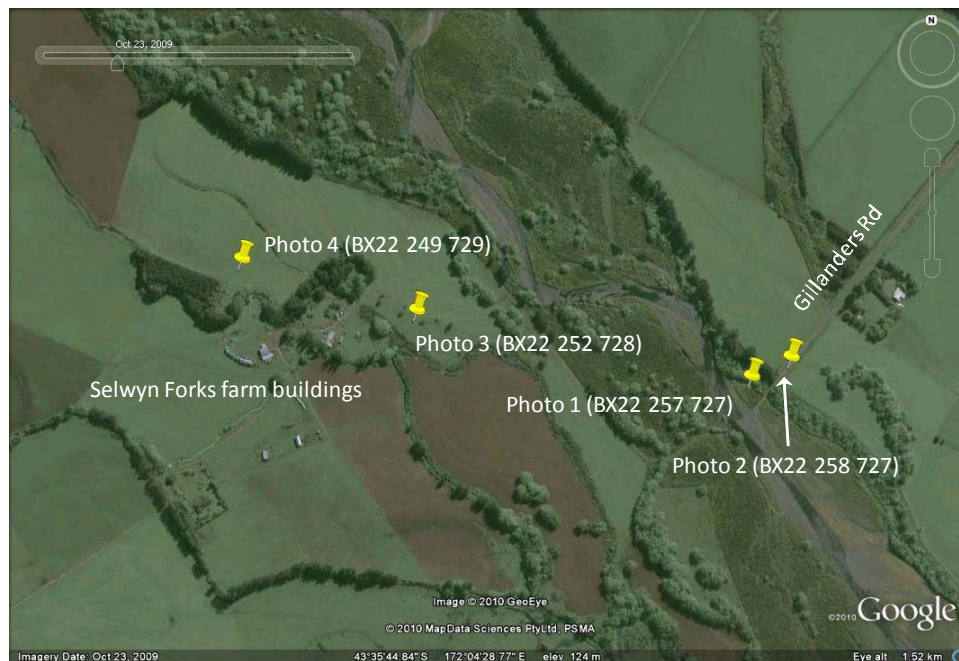 Oct 23, 2009
N
Gillanders Rd
Photo 4 (BX22 249 729)
Photo 3 (BX22 252 728)
Selwyn Forks farm buildings
Photo 1 (BX22 257 727)
Photo 2 (BX22 258 727)
Image © 2010 GeoEye
© 2010 MapData Sciences PtyLtd, PSMA
©2010 Google
Imagery Date: Oct 23, 2009 43°35'44.84" S 172°04'28.77" E elev 124 m Eye alt 1.52 km